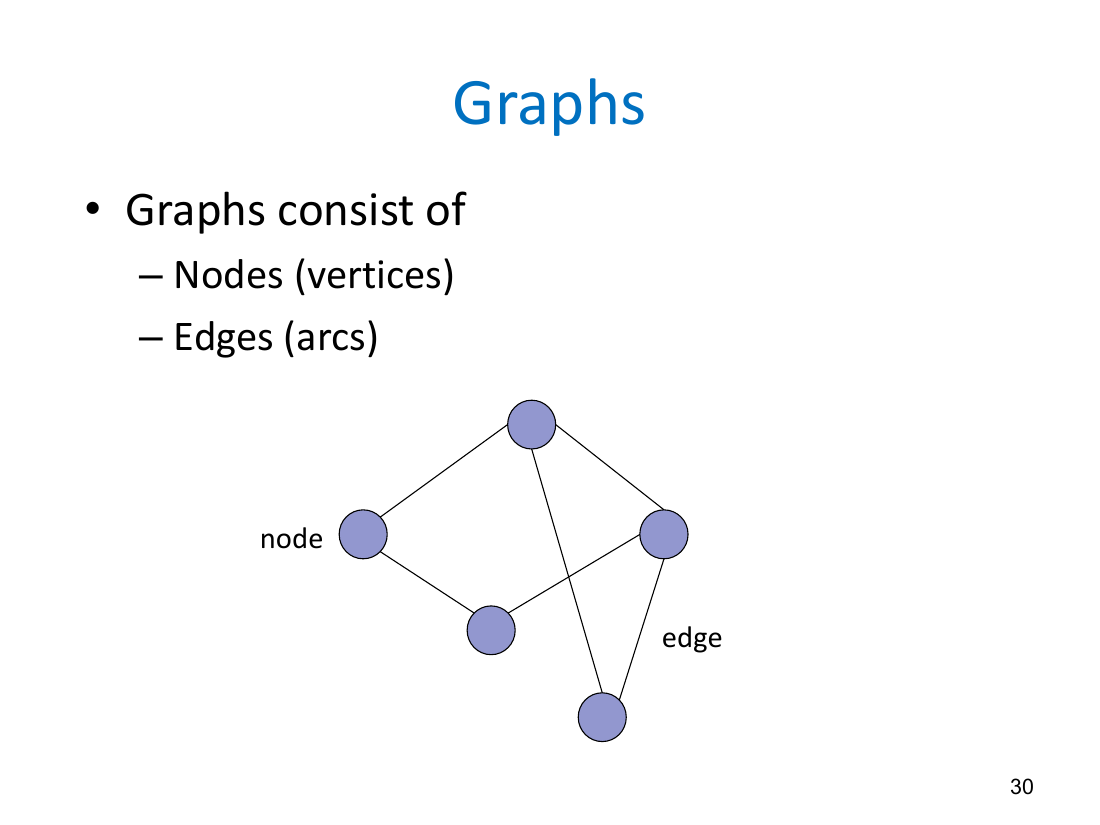 Graphs
• Graphs consist of
– Nodes (vertices)
– Edges (arcs)
node
edge
30